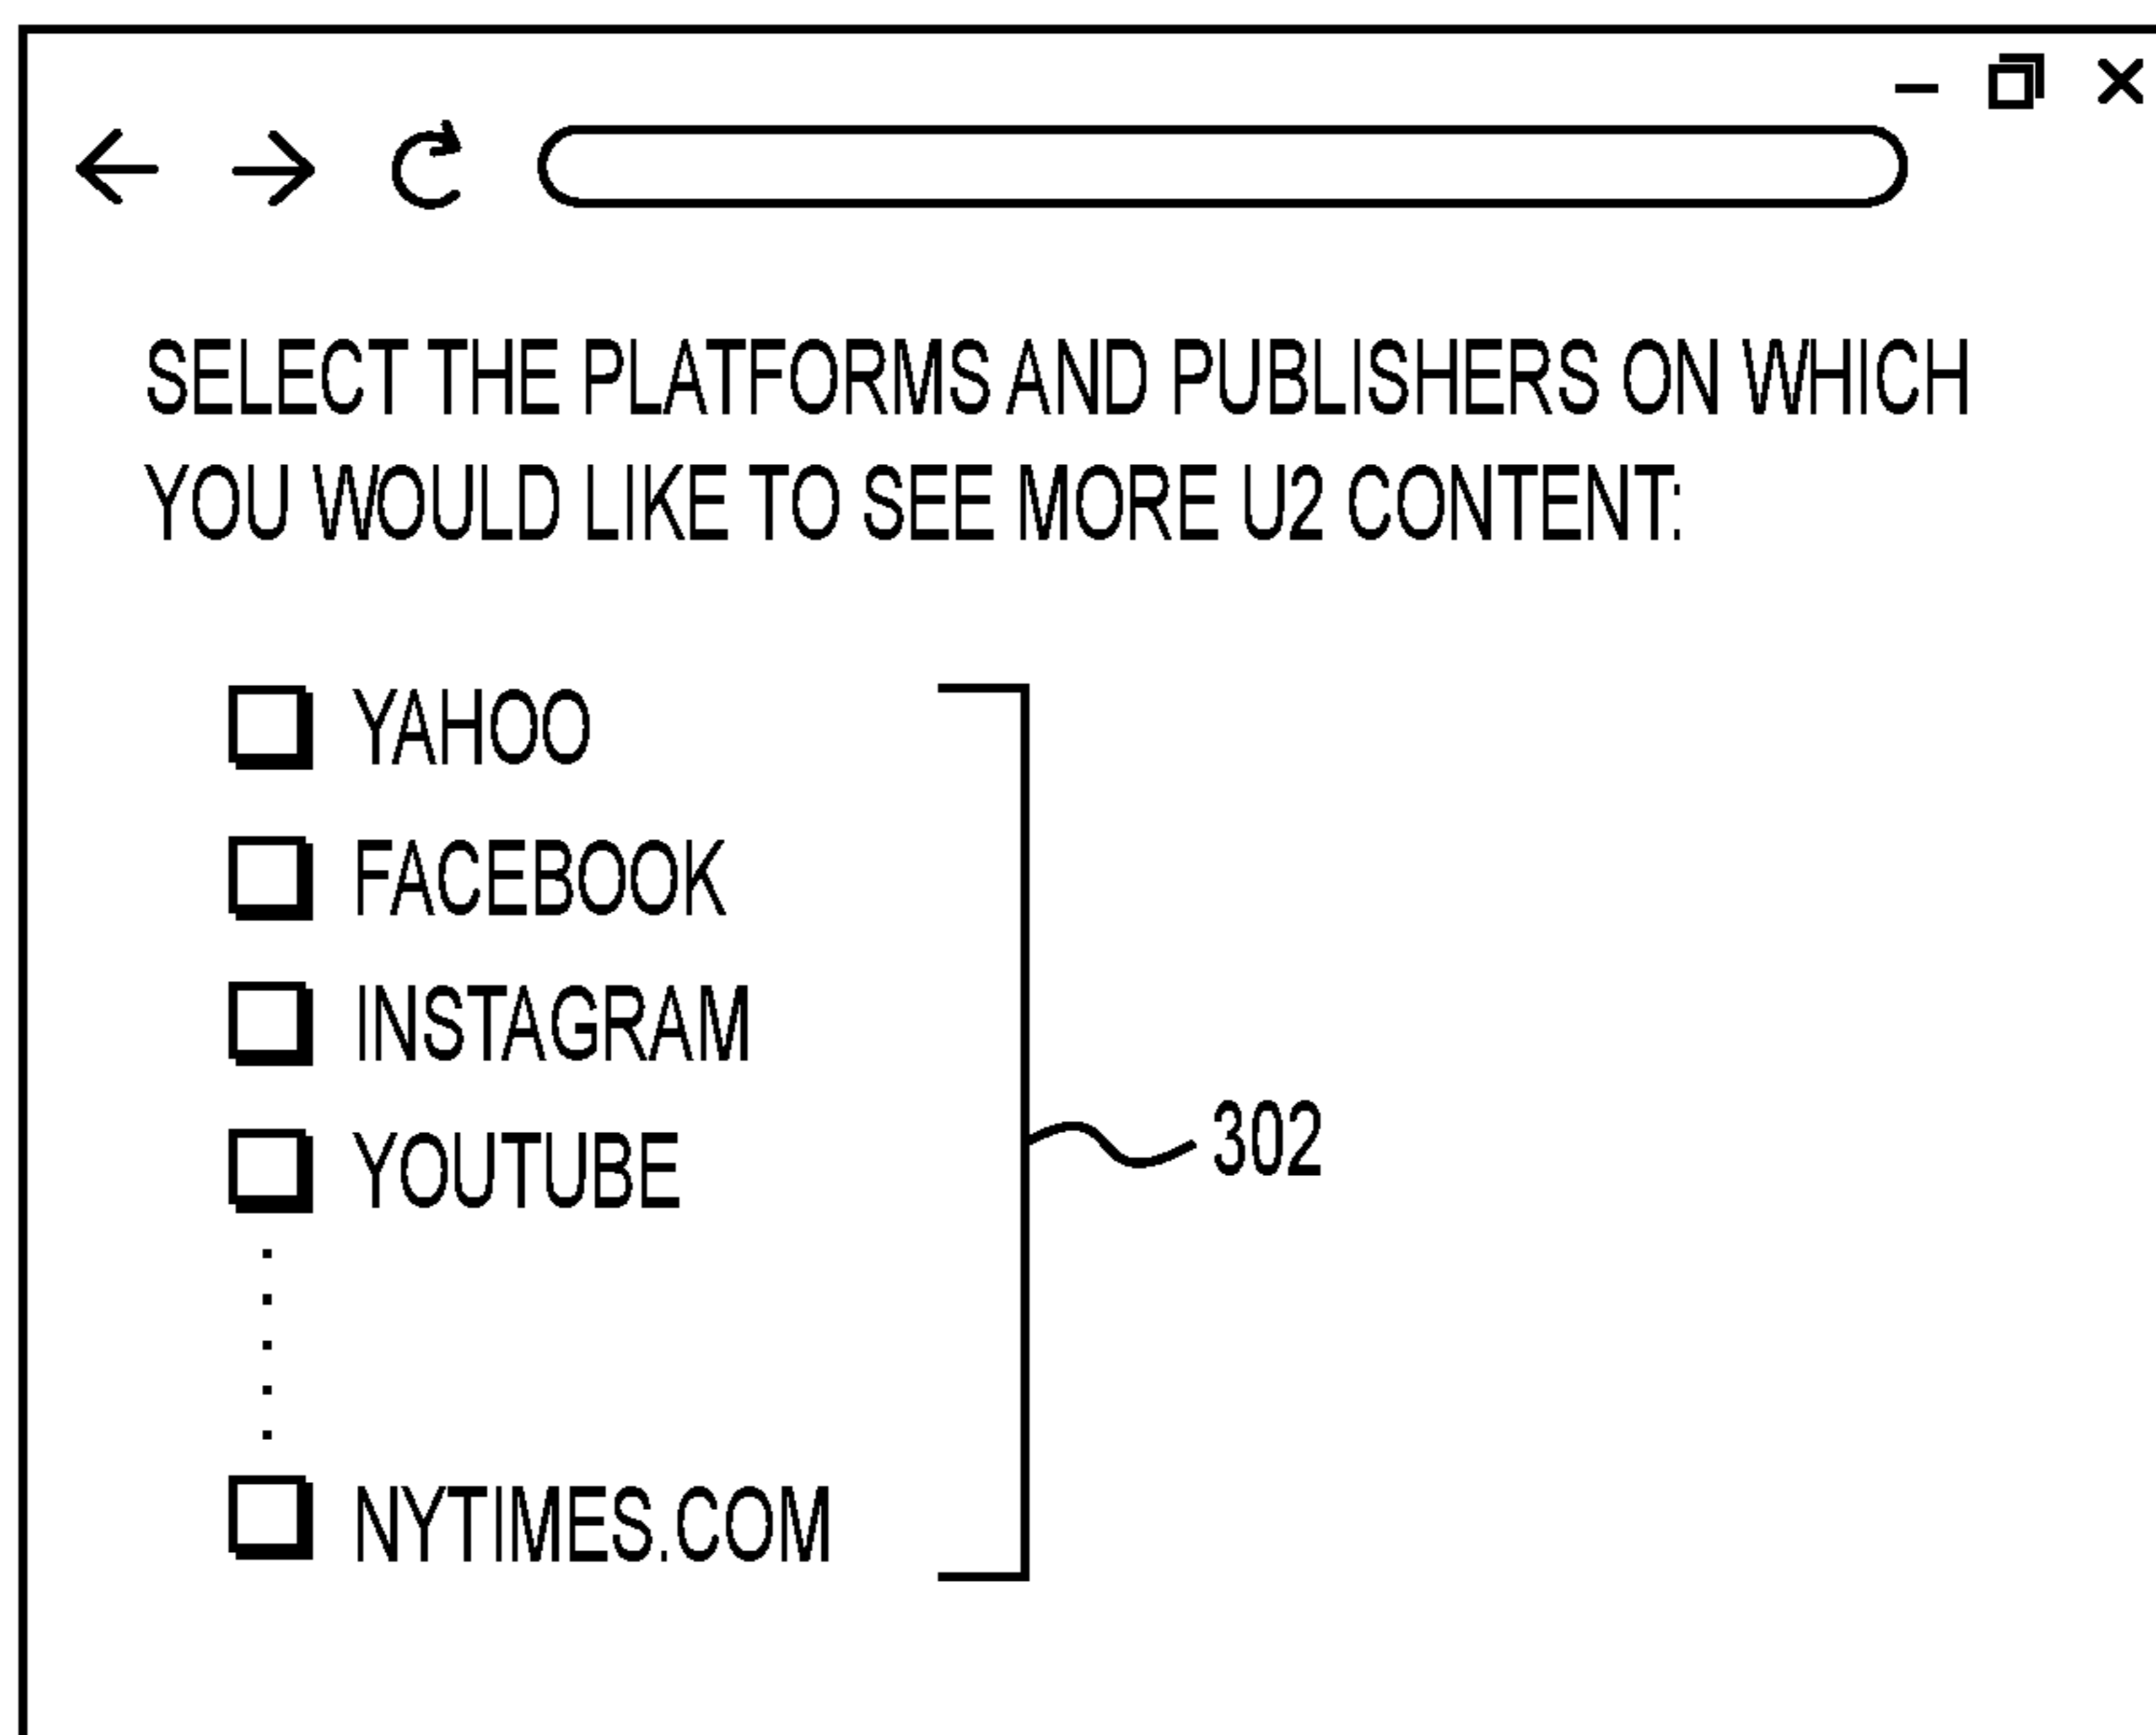 SELECT THE PLATFORMS AND PUBLISHERS ON WHICH
YOU WOULD LIKE TO SEE MORE U2 CONTENT:
YAHOO
FACEBOOK
INSTAGRAM
YOUTUBE
302
NYTIMES.COM